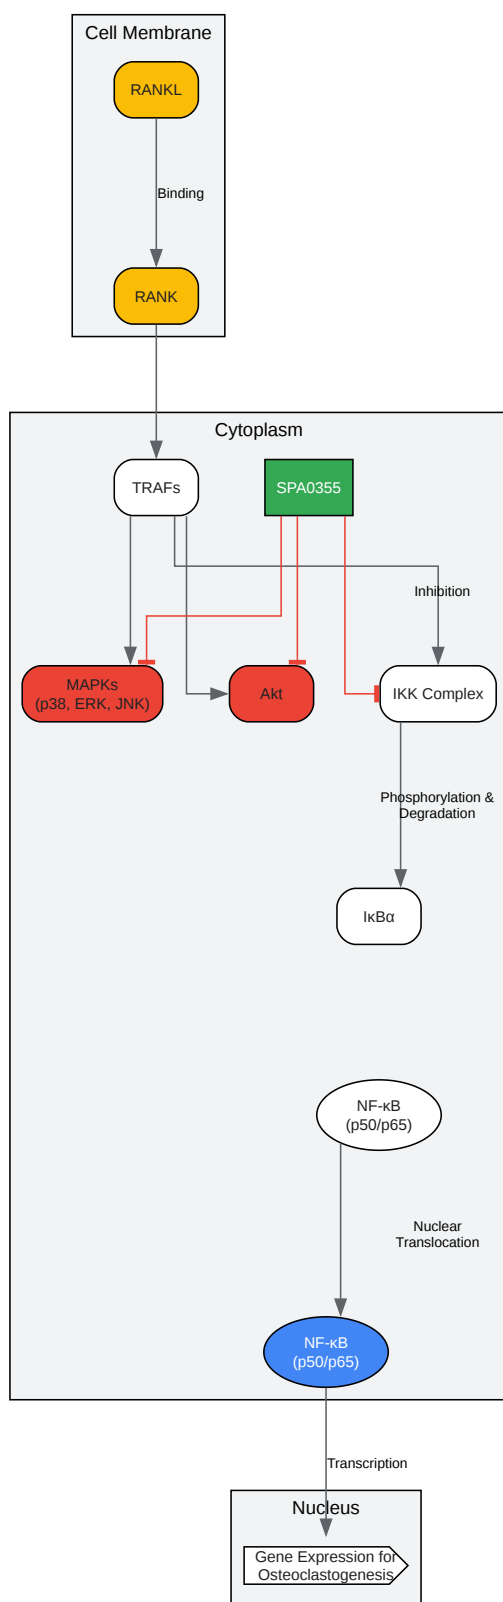 Cell Membrane
RANKL
Binding
RANK
Cytoplasm
TRAFs
SPA0355
Inhibition
MAPKs
(p38, ERK, JNK)
Akt
IKK Complex
Phosphorylation &
Degradation
IκBα
NF-κB
(p50/p65)
Nuclear
Translocation
NF-κB
(p50/p65)
Transcription
Nucleus
Gene Expression for
Osteoclastogenesis